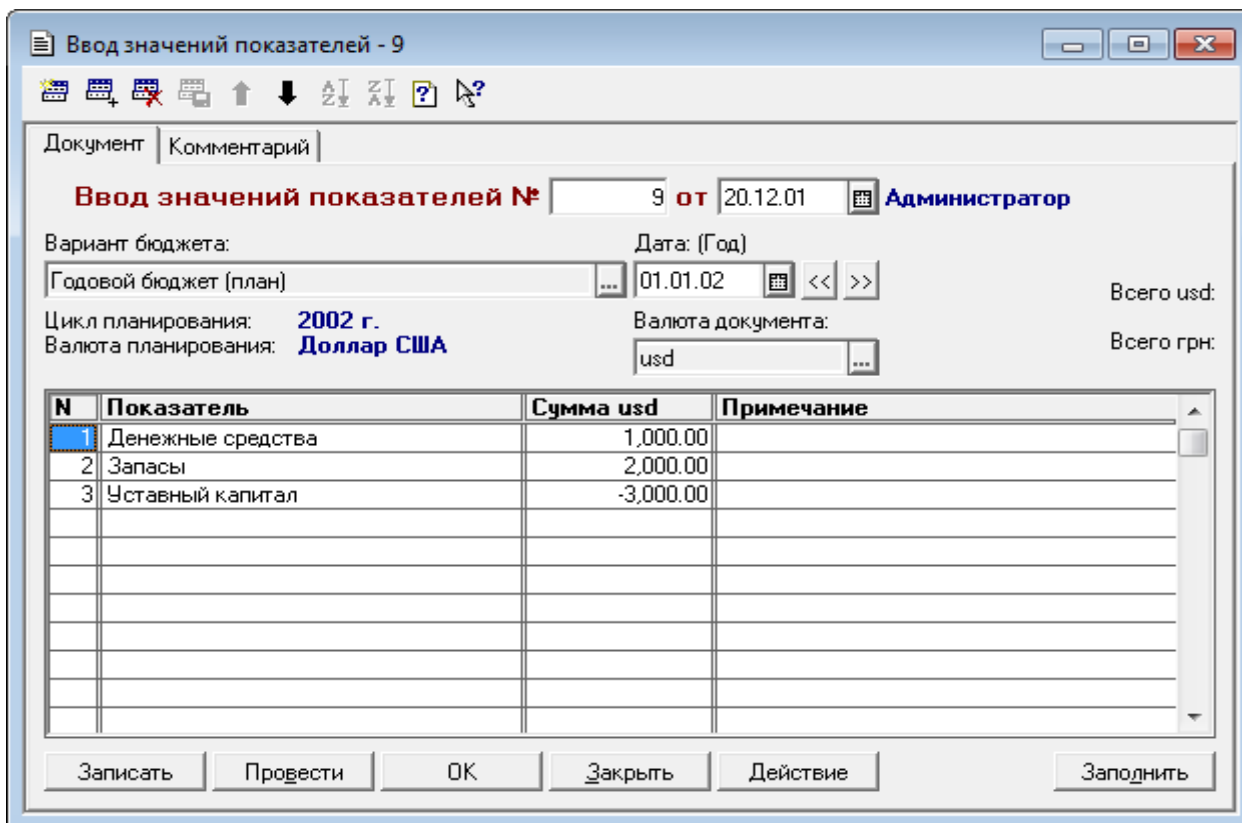 Ввод значений показателей - 9
Документ Комментарий
Ввод значений показателей № 9 от 20.12.01 Администратор
Вариант бюджета: Дата: (Год)
Годовой бюджет (план) ... 01.01.02 << >>
Всего usd:
Цикл планирования: 2002 г. Валюта документа:
Валюта планирования: Доллар США Всего грн:
usd ...
N Показатель Сумма usd Примечание
1 Денежные средства 1,000.00
2 Запасы 2,000.00
3 Уставный капитал -3,000.00
Записать Провести OK Закрыть Действие Заполнить